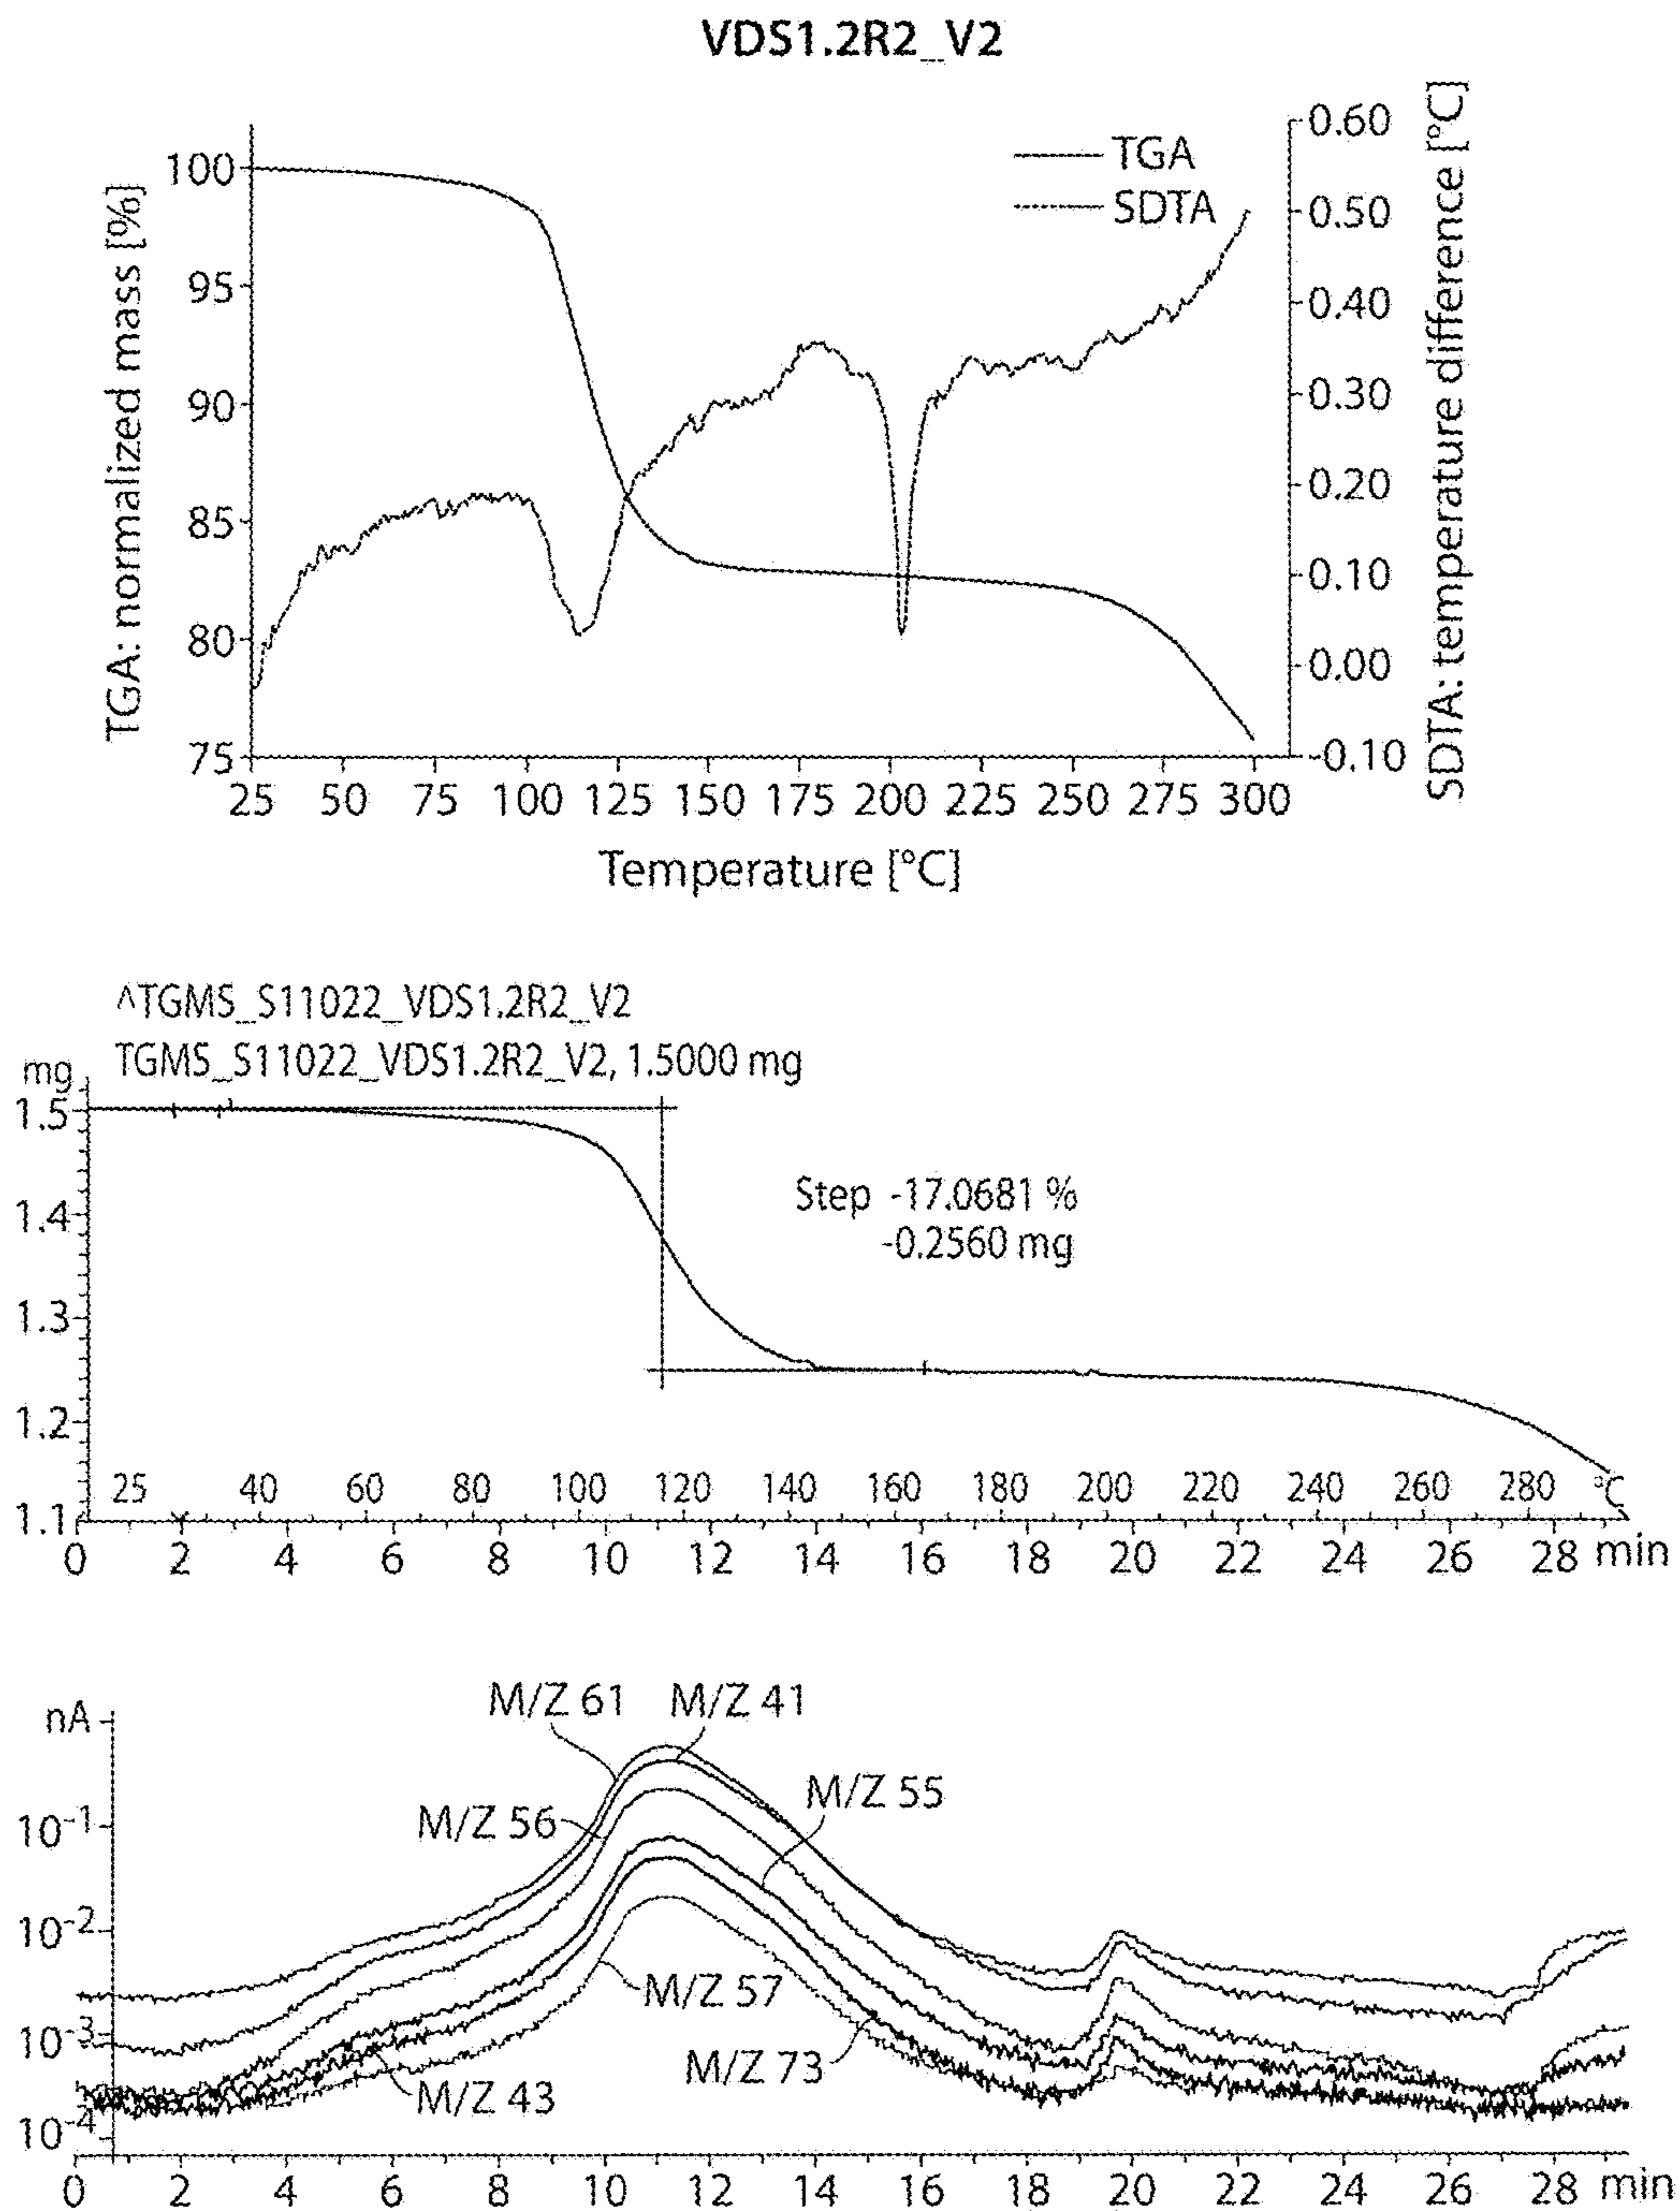 VDS1.2R2_V2
TGA: normalized mass [%]
100
95
90
85
80
75
TGA
SDTA
0.60
0.50
0.40
0.30
0.20
0.10
0.00
-0.10
SDTA: temperature difference [°C]
25 50 75 100 125 150 175 200 225 250 275 300
Temperature [°C]
^TGMS_S11022_VDS1.2R2_V2
TGMS_S11022_VDS1.2R2_V2, 1.5000 mg
mg
1.5
1.4
1.3
1.2
1.1
Step -17.0681 %
-0.2560 mg
25 40 60 80 100 120 140 160 180 200 220 240 260 280 °C
0 2 4 6 8 10 12 14 16 18 20 22 24 26 28 min
nA
10-1
10-2
10-3
10-4
M/Z 61 M/Z 41
M/Z 55
M/Z 56
M/Z 57
M/Z 73
M/Z 43
0 2 4 6 8 10 12 14 16 18 20 22 24 26 28 min